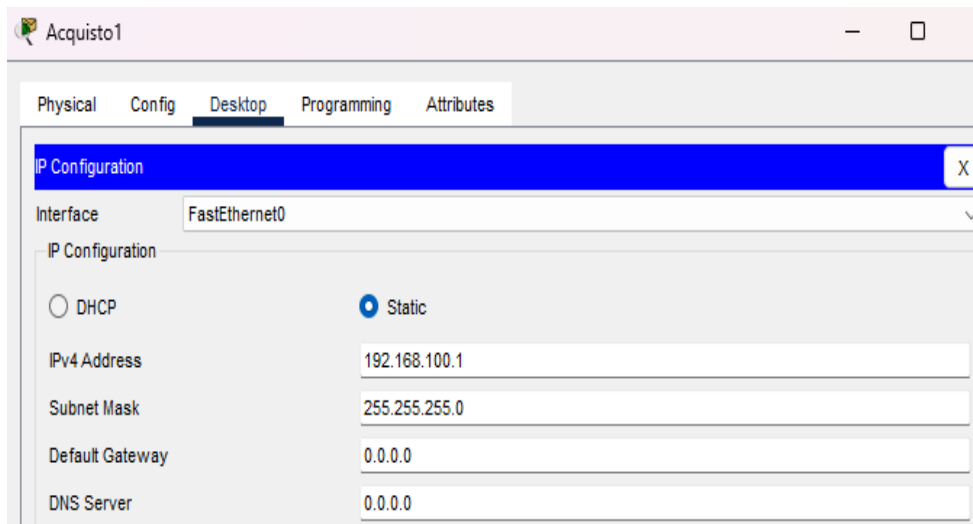 Acquisto1
Physical Config Desktop Programming Attributes
IP Configuration X
Interface FastEthernet0
IP Configuration
DHCP Static
IPv4 Address 192.168.100.1
Subnet Mask 255.255.255.0
Default Gateway 0.0.0.0
DNS Server 0.0.0.0